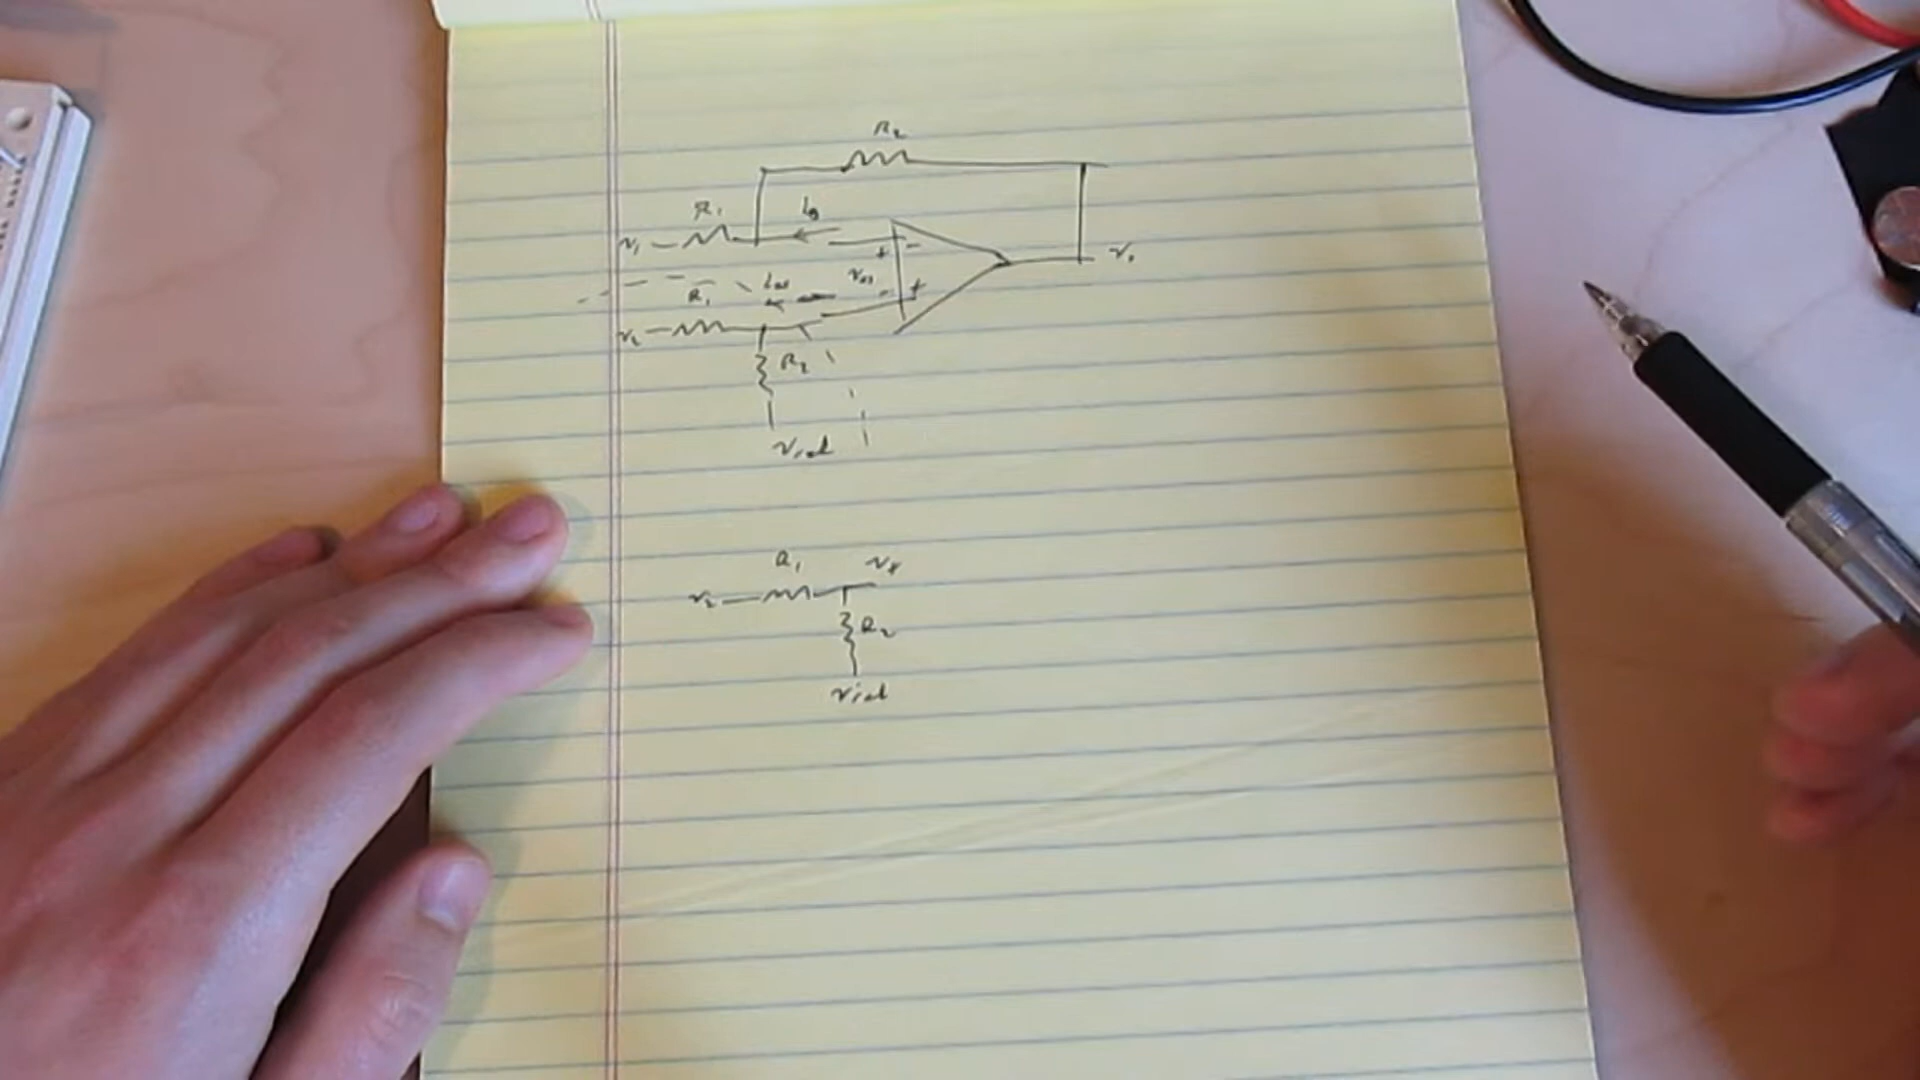 R₂
R₁
v₁
+ -
R₁
- +
v₂
R₂
vref
R₁
v₂
R₂
vref